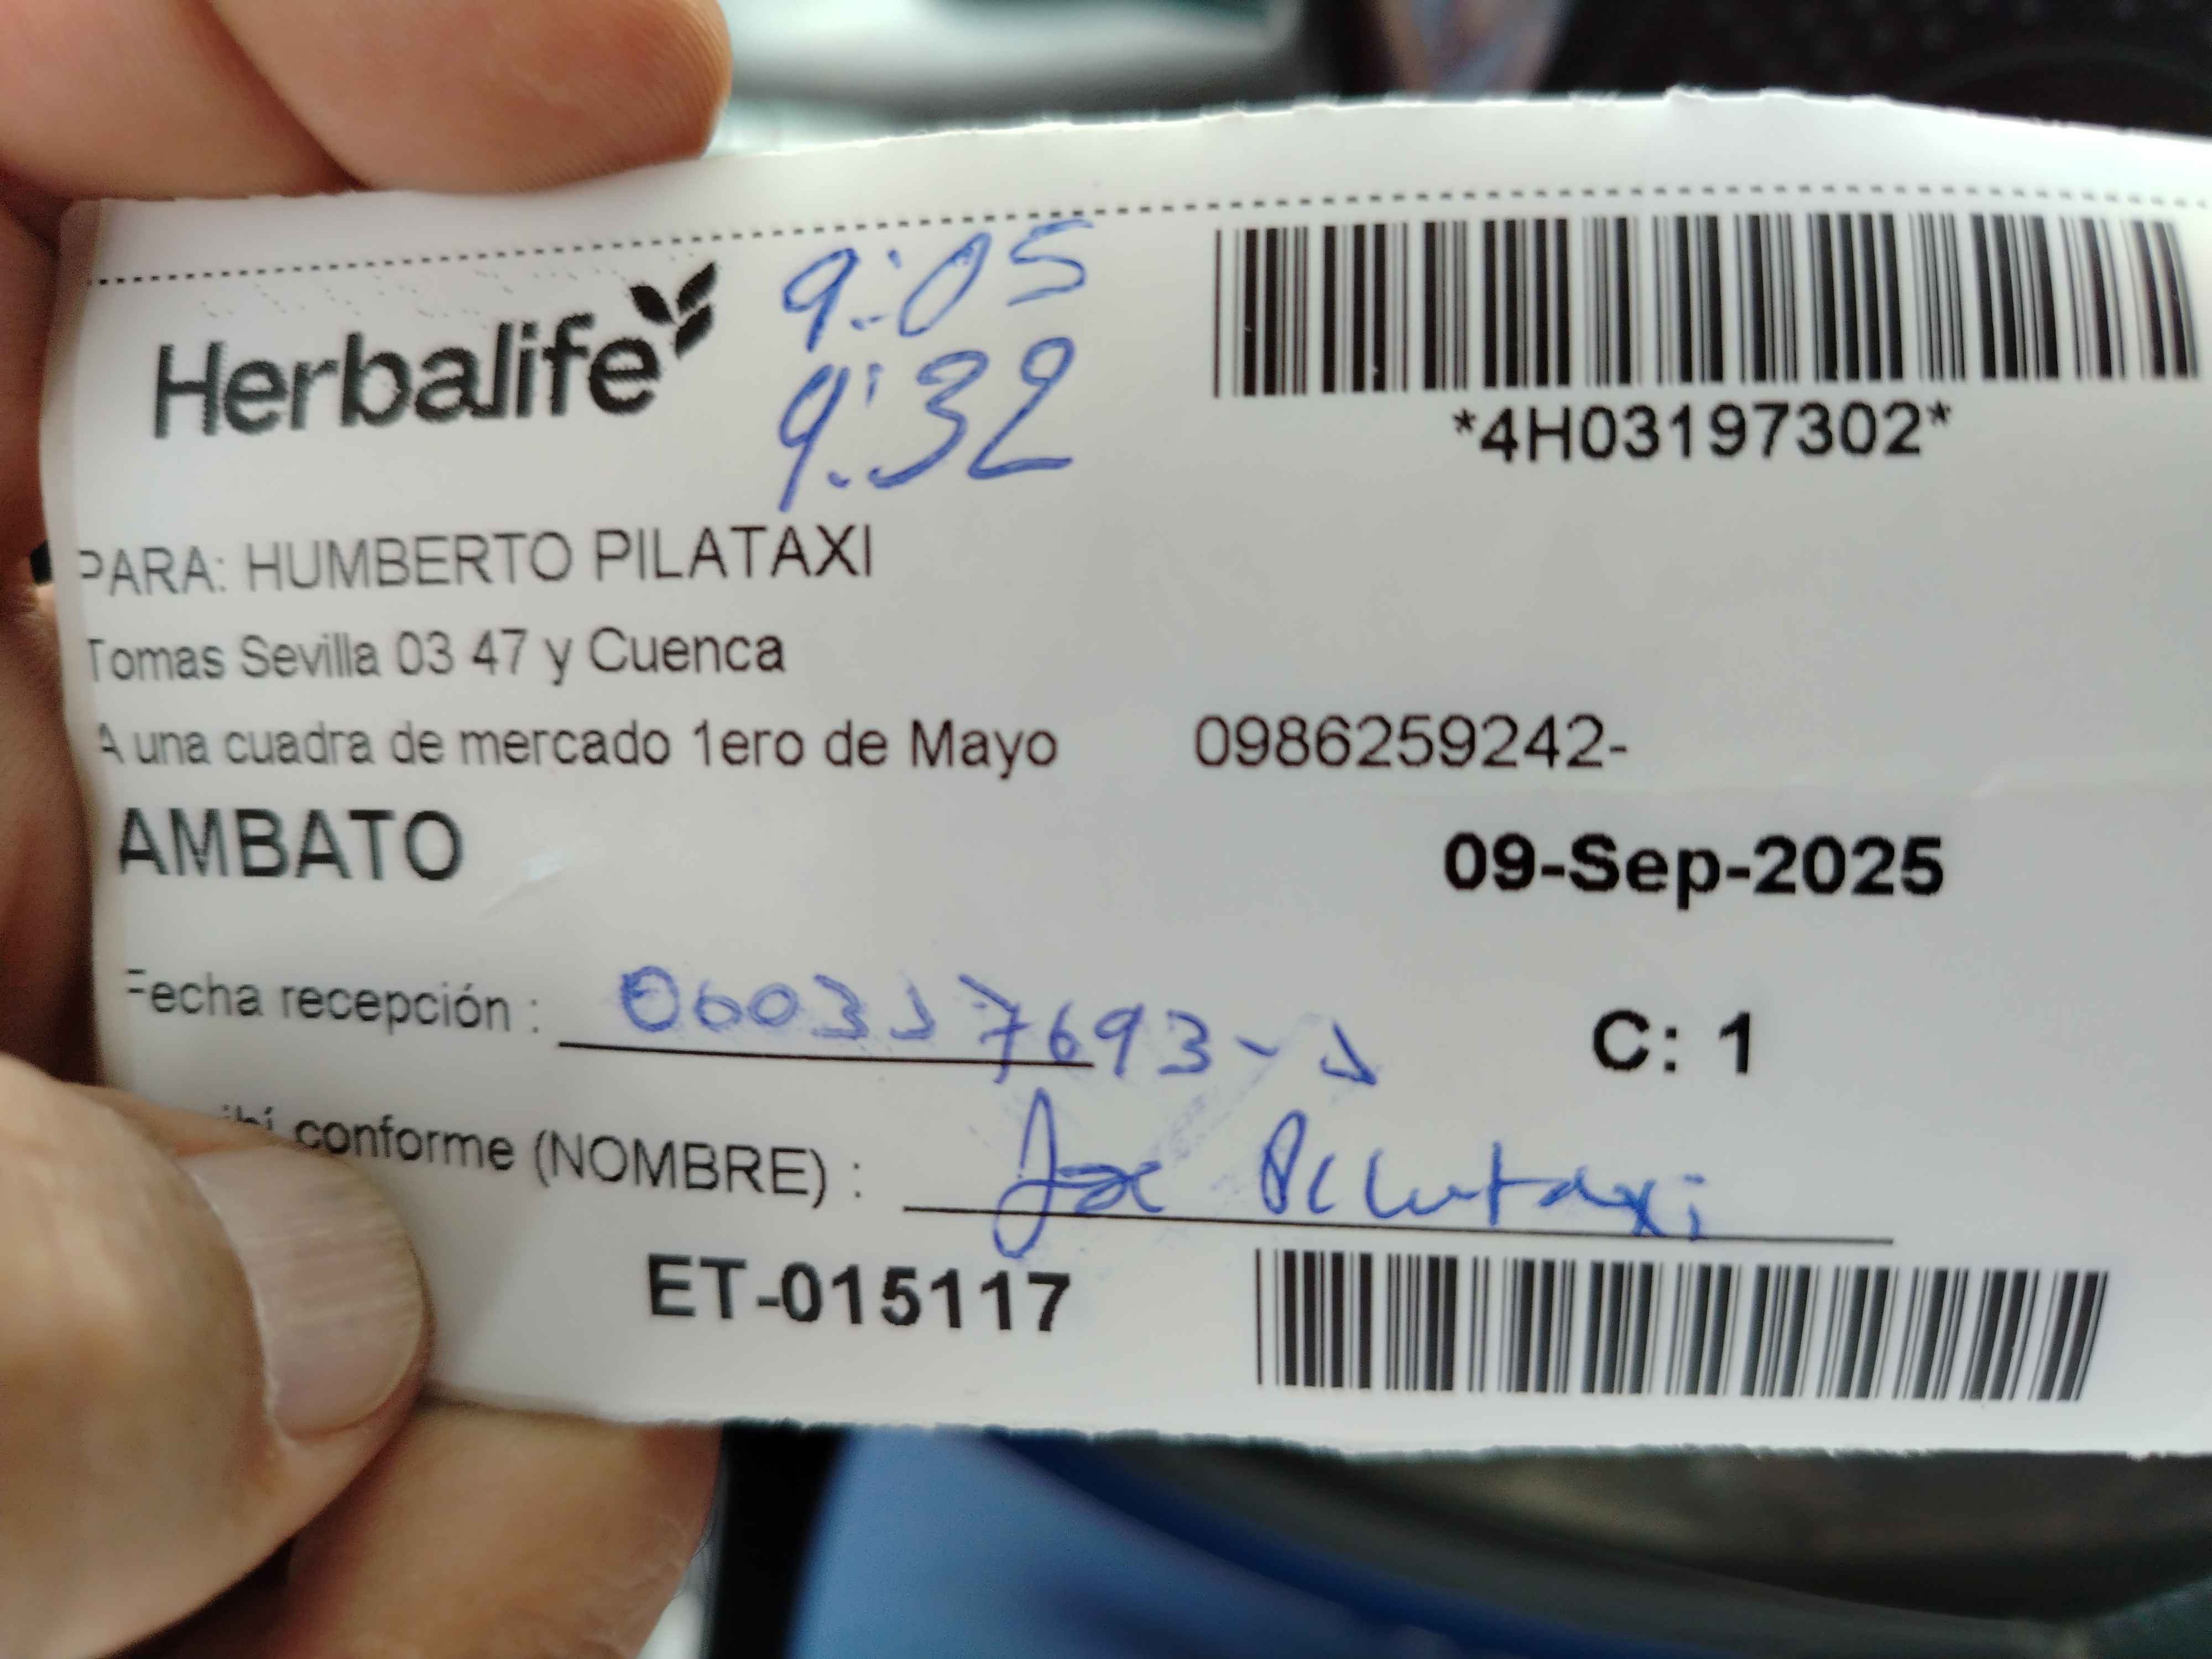 Herbalife
9:05
9:32
*4H03197302*
PARA: HUMBERTO PILATAXI
Tomas Sevilla 03 47 y Cuenca
A una cuadra de mercado 1ero de Mayo 0986259242-
AMBATO
09-Sep-2025
Fecha recepción :
C: 1
conforme (NOMBRE) : Pilataxi
ET-015117